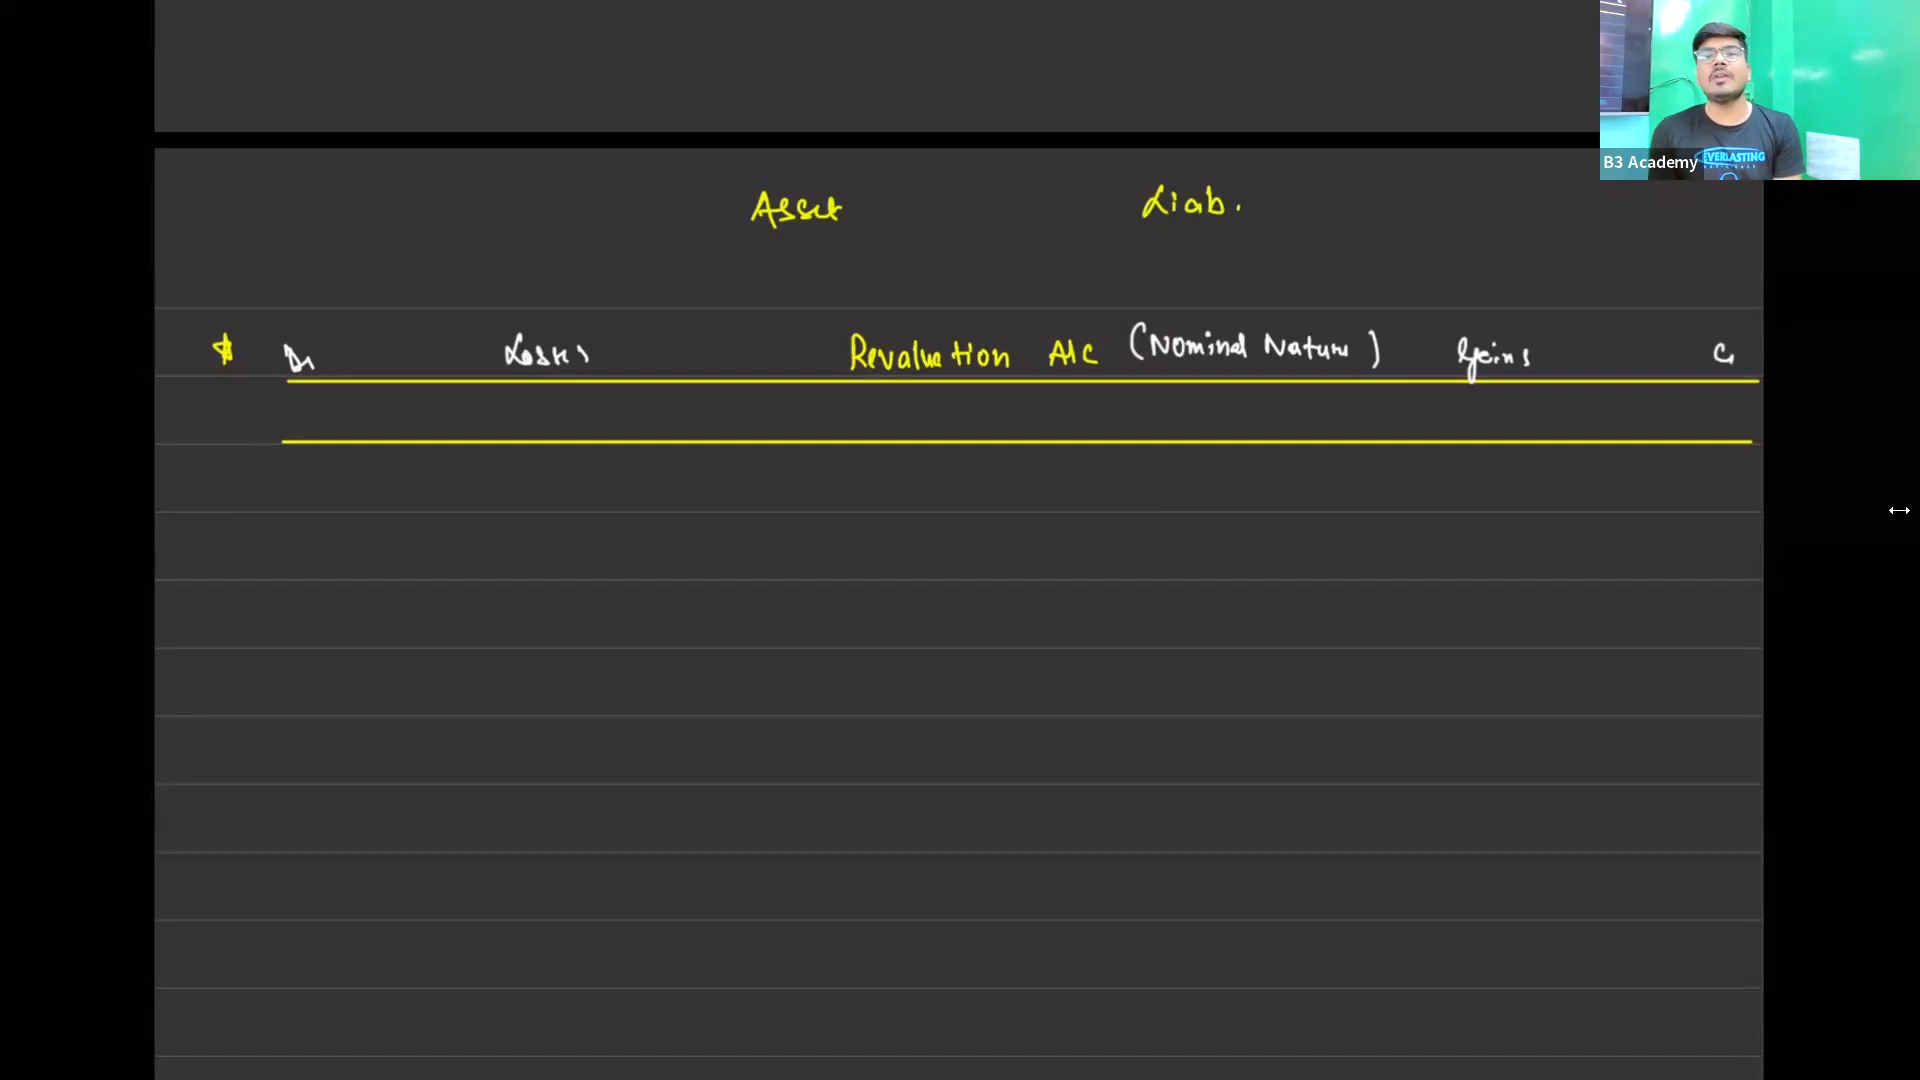 EVERLASTING
B3 Academy
Asset Liab.
Dr Losses Revaluation A/C (Nominal Nature) Gains Cr